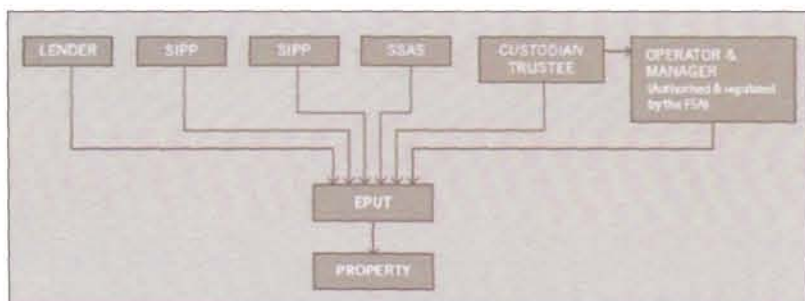 LENDER
SIPP
SIPP
SSAS
CUSTODIAN
TRUSTEE
OPERATOR &
MANAGER
(Authorised & regulated
by the FSA)
EPUT
PROPERTY